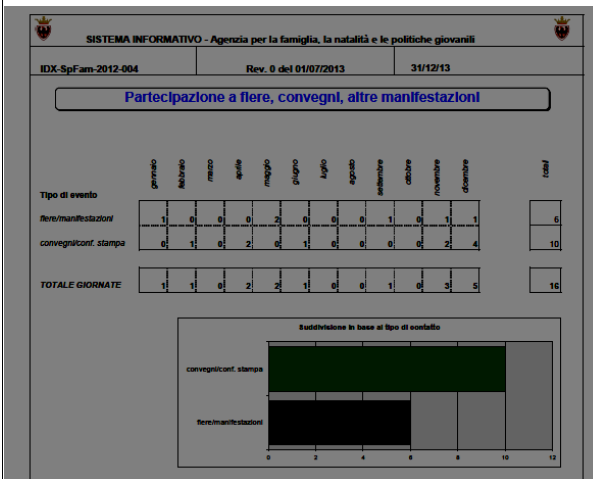 SISTEMA INFORMATIVO - Agenzia per la famiglia, la natalità e le politiche giovanili
IDX-SpFam-2012-004 Rev. 0 del 01/07/2013 31/12/13
Partecipazione a fiere, convegni, altre manifestazioni
Tipo di evento gennaio febbraio marzo aprile maggio giugno luglio agosto settembre ottobre novembre dicembre totali
fiere/manifestazioni 1 0 0 0 2 0 0 0 1 0 1 1 6
convegni/conf. stampa 0 1 0 2 0 1 0 0 0 0 2 4 10
TOTALE GIORNATE 1 1 0 2 2 1 0 0 1 0 3 5 16
Suddivisione in base al tipo di contatto
convegni/conf. stampa
fiere/manifestazioni
0 2 4 6 8 10 12